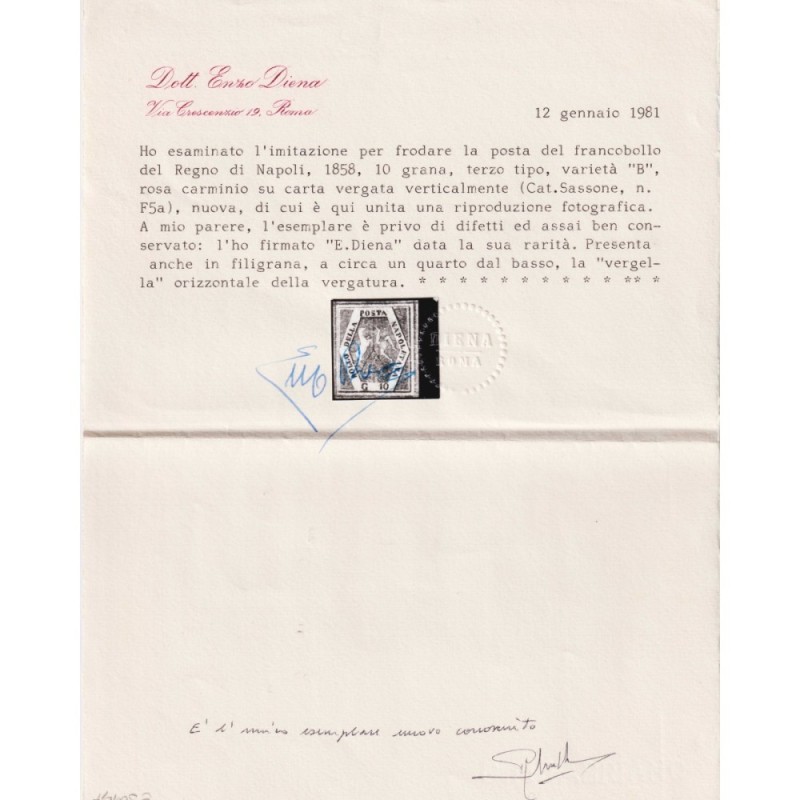 Dott. Enzo Diena
Via Crescenzio 19, Roma
12 gennaio 1981
Ho esaminato l'imitazione per frodare la posta del francobollo
del Regno di Napoli, 1858, 10 grana, terzo tipo, varietà "B",
rosa carminio su carta vergata verticalmente (Cat.Sassone, n.
F5a), nuova, di cui è qui unita una riproduzione fotografica.
A mio parere, l'esemplare è privo di difetti ed assai ben con-
servato: l'ho firmato "E.Diena" data la sua rarità. Presenta
anche in filigrana, a circa un quarto dal basso, la "vergel-
la" orizzontale della vergatura. * * * * * * * * * * * ** *
BOLLO DELLA POSTA NAPOLETANA
G 10
DIENA
ROMA
E' l'unico esemplare nuovo conosciuto